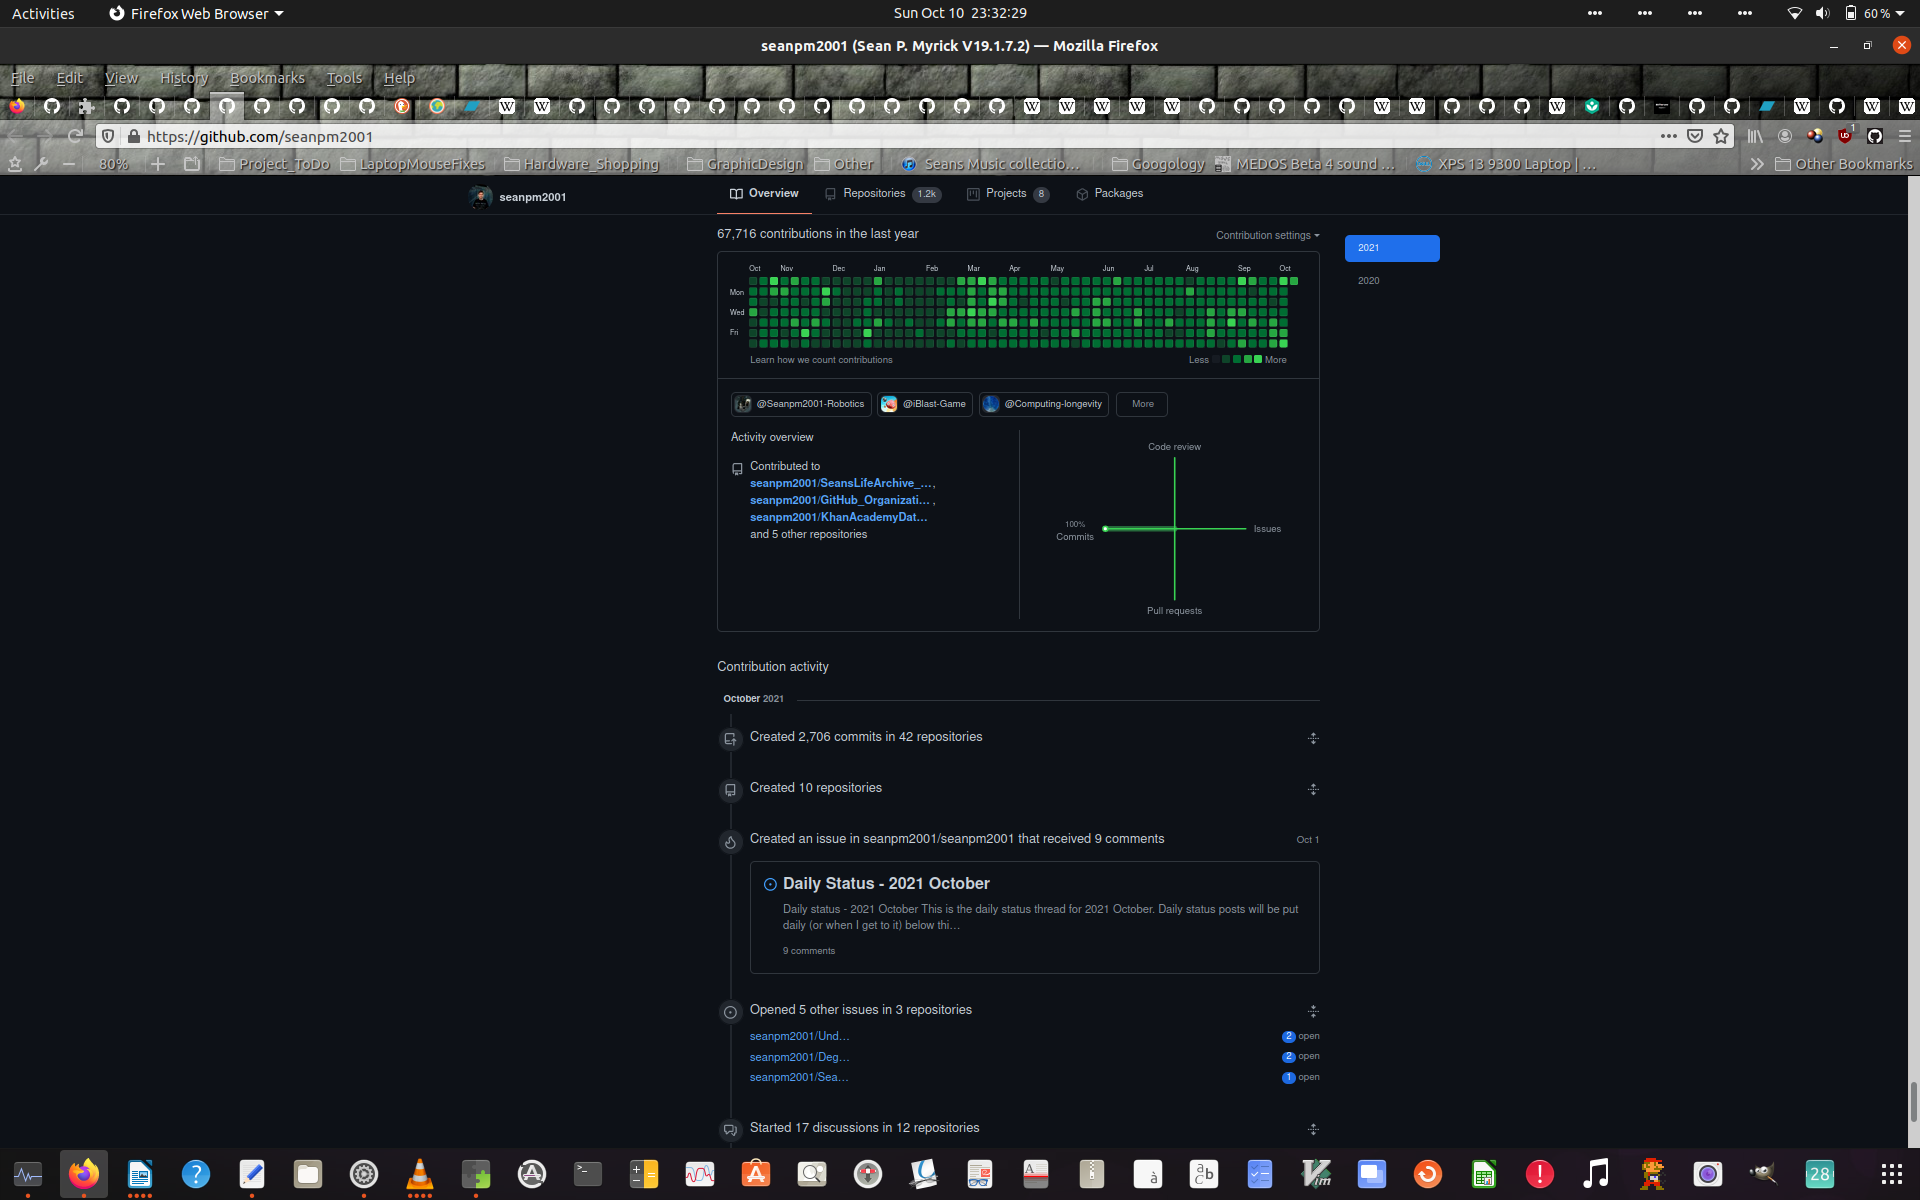 Activities
Firefox Web Browser
Sun Oct 10 23:32:29
60 %
seanpm2001 (Sean P. Myrick V19.1.7.2) — Mozilla Firefox
File Edit View History Bookmarks Tools Help
https://github.com/seanpm2001
1
80%
Project_ToDo
LaptopMouseFixes
Hardware_Shopping
GraphicDesign
Other
Seans Music collectio…
Googology
MEDOS Beta 4 sound …
XPS 13 9300 Laptop | …
Other Bookmarks
seanpm2001
Overview
Repositories 1.2k
Projects 8
Packages
67,716 contributions in the last year
Contribution settings
2021
2020
Oct Nov Dec Jan Feb Mar Apr May Jun Jul Aug Sep Oct
Mon
Wed
Fri
Learn how we count contributions
Less More
@Seanpm2001-Robotics
@iBlast-Game
@Computing-longevity
More
Activity overview
Contributed to
seanpm2001/SeansLifeArchive_…,
seanpm2001/GitHub_Organizati… ,
seanpm2001/KhanAcademyDat…
and 5 other repositories
Code review
100%
Commits
Issues
Pull requests
Contribution activity
October 2021
Created 2,706 commits in 42 repositories
Created 10 repositories
Created an issue in seanpm2001/seanpm2001 that received 9 comments
Oct 1
Daily Status - 2021 October
Daily status - 2021 October This is the daily status thread for 2021 October. Daily status posts will be put
daily (or when I get to it) below thi…
9 comments
Opened 5 other issues in 3 repositories
seanpm2001/Und…
2 open
seanpm2001/Deg…
2 open
seanpm2001/Sea…
1 open
Started 17 discussions in 12 repositories
28